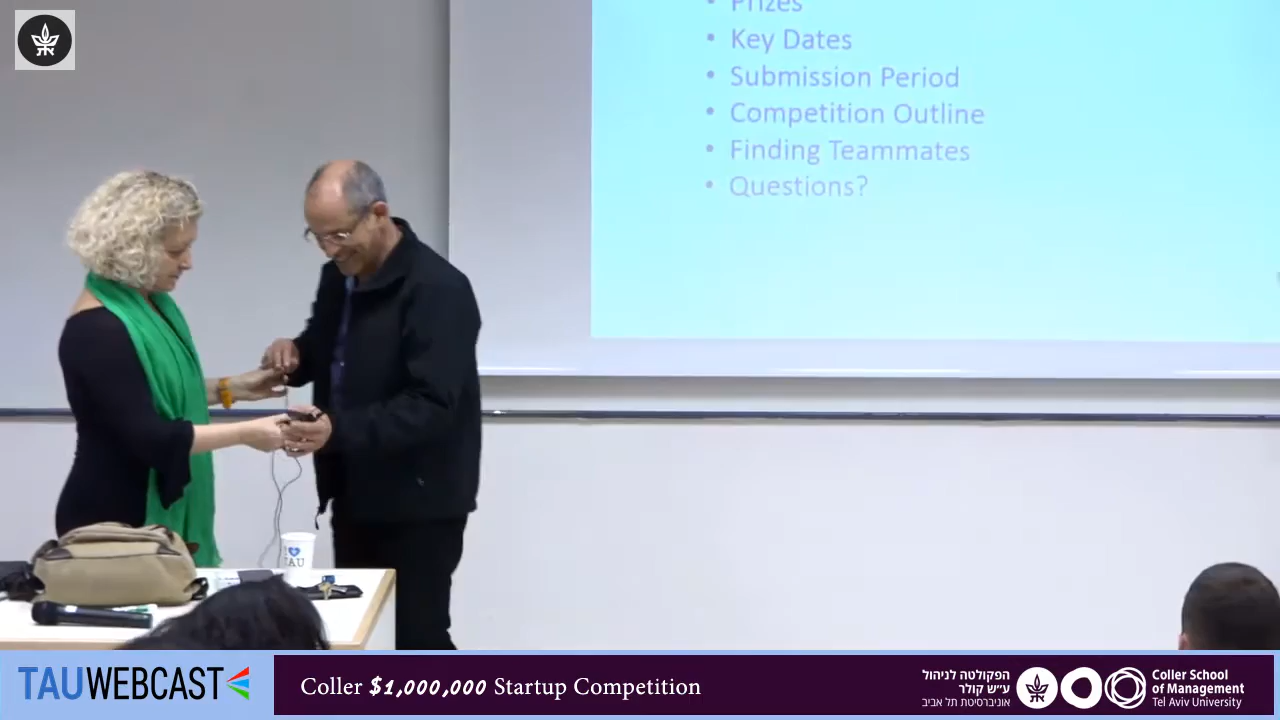 Prizes
• Key Dates
• Submission Period
• Competition Outline
• Finding Teammates
• Questions?
I
TAU
TAUWEBCAST
Coller $1,000,000 Startup Competition
הפקולטה לניהול
ע״ש קולר
אוניברסיטת תל אביב
Coller School
of Management
Tel Aviv University